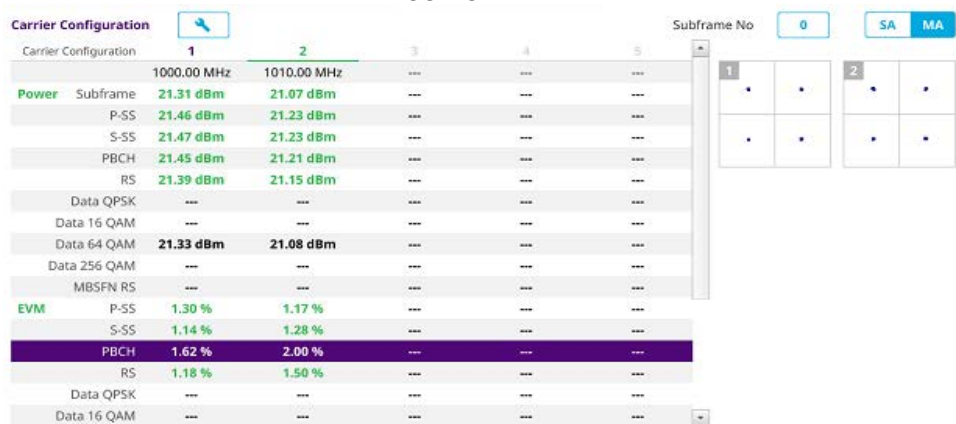 Carrier Configuration Subframe No 0 SA MA
Carrier Configuration 1 2 3 4 5
1000.00 MHz 1010.00 MHz --- --- ---
Power Subframe 21.31 dBm 21.07 dBm --- --- ---
P-SS 21.46 dBm 21.23 dBm --- --- ---
S-SS 21.47 dBm 21.23 dBm --- --- ---
PBCH 21.45 dBm 21.21 dBm --- --- ---
RS 21.39 dBm 21.15 dBm --- --- ---
Data QPSK --- --- --- --- ---
Data 16 QAM --- --- --- --- ---
Data 64 QAM 21.33 dBm 21.08 dBm --- --- ---
Data 256 QAM --- --- --- --- ---
MBSFN RS --- --- --- --- ---
EVM P-SS 1.30 % 1.17 % --- --- ---
S-SS 1.14 % 1.28 % --- --- ---
PBCH 1.62 % 2.00 % --- --- ---
RS 1.18 % 1.50 % --- --- ---
Data QPSK --- --- --- --- ---
Data 16 QAM --- --- --- --- ---
1 2